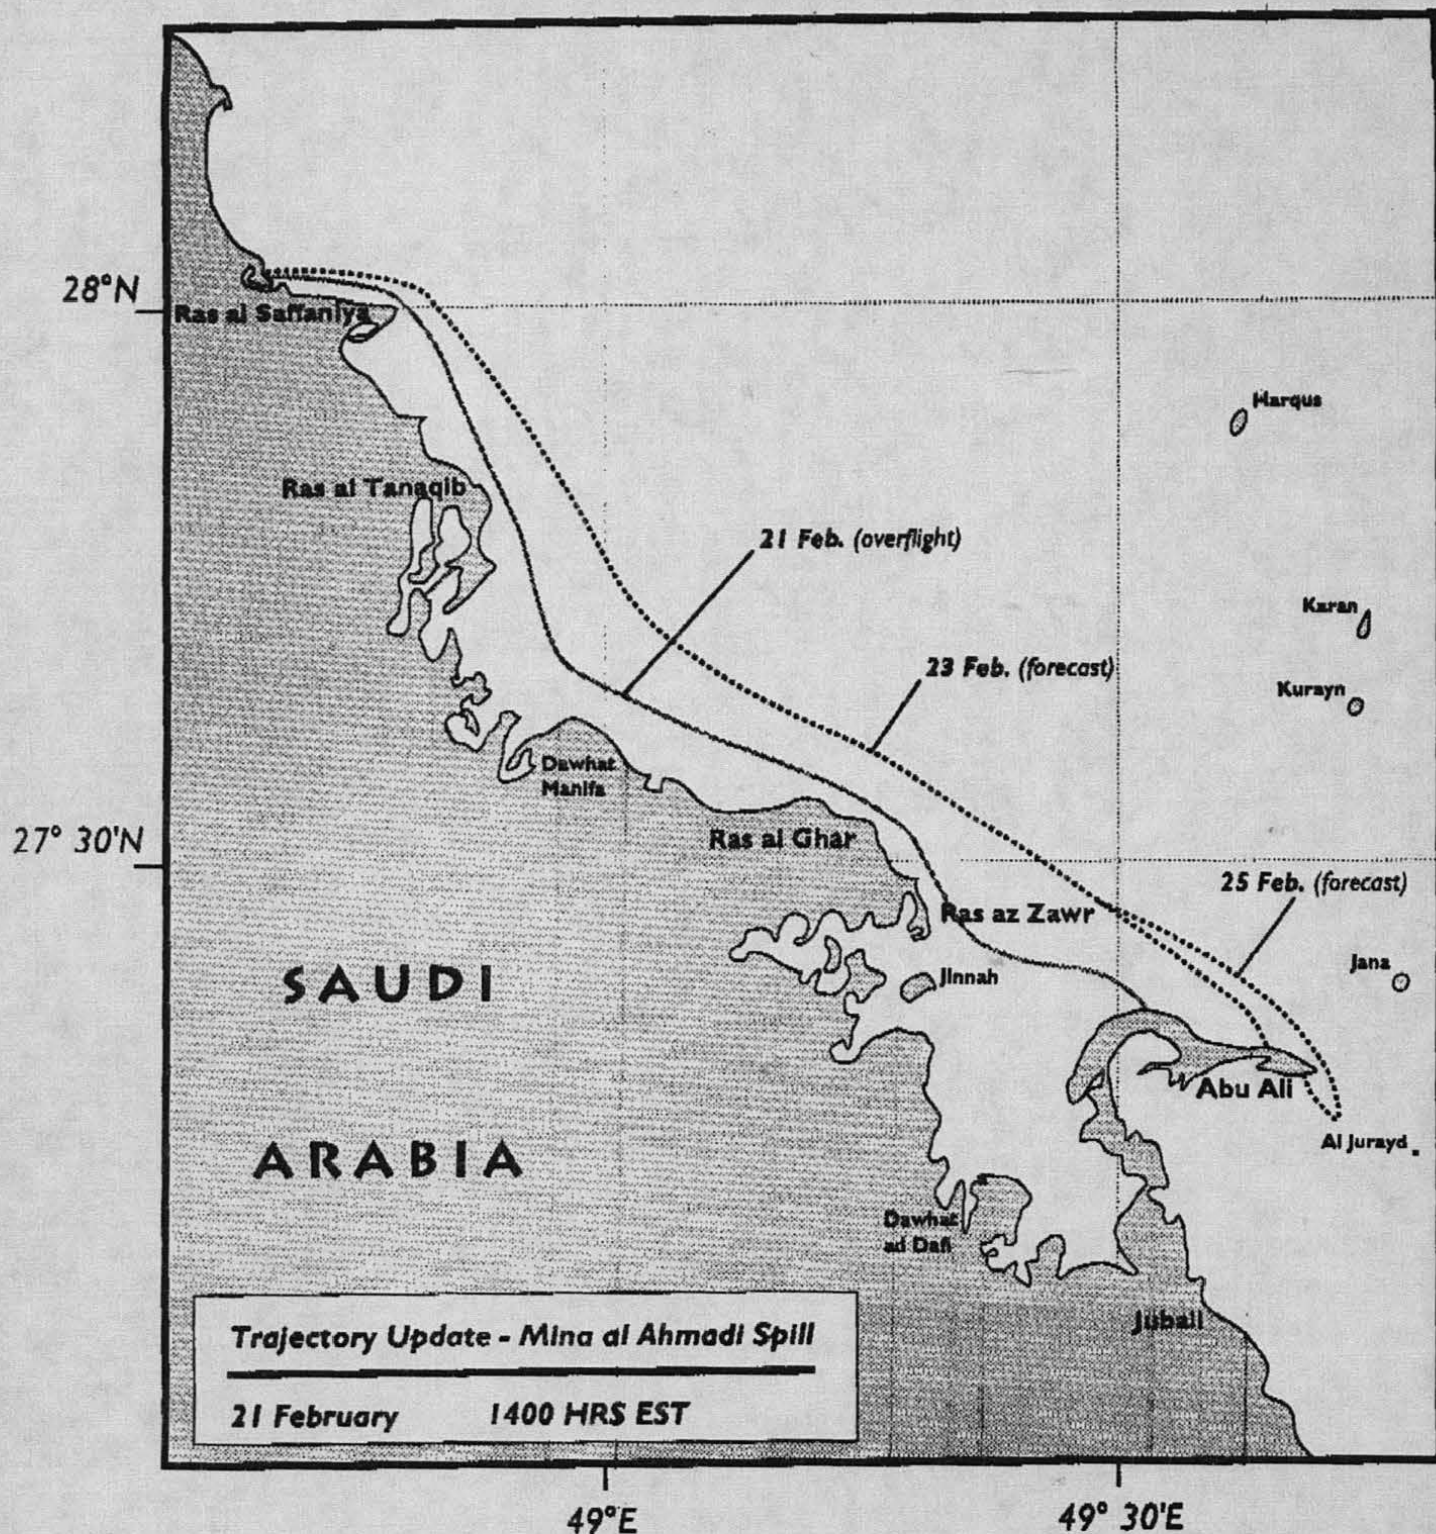 28°N
Ras al Saffaniya
Harqus
Ras al Tanaqib
21 Feb. (overflight)
Karan
23 Feb. (forecast)
Kurayn
Dawhat
Manifa
27° 30'N
Ras al Ghar
25 Feb. (forecast)
Ras az Zawr
Jana
SAUDI
Jinnah
Abu Ali
Al Jurayd
ARABIA
Dawhat
ad Dafi
Jubail
Trajectory Update - Mina al Ahmadi Spill
21 February 1400 HRS EST
49°E
49° 30'E